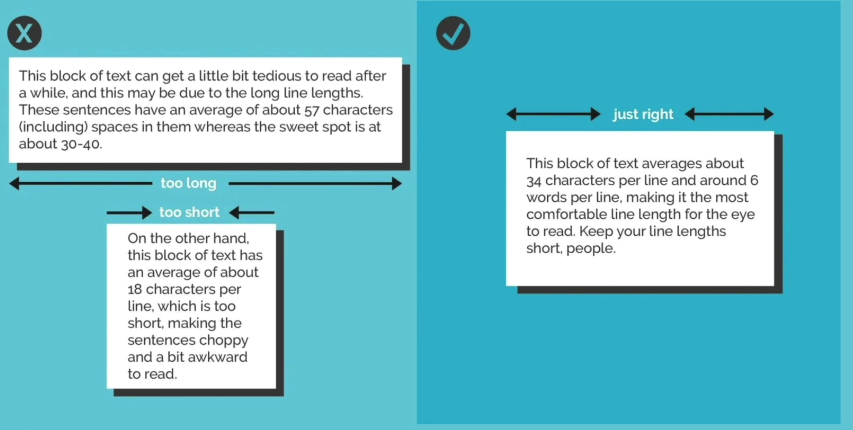 X
This block of text can get a little bit tedious to read after
a while, and this may be due to the long line lengths.
These sentences have an average of about 57 characters
(including) spaces in them whereas the sweet spot is at
about 30-40.
too long
too short
On the other hand,
this block of text has
an average of about
18 characters per
line, which is too
short, making the
sentences choppy
and a bit awkward
to read.
just right
This block of text averages about
34 characters per line and around 6
words per line, making it the most
comfortable line length for the eye
to read. Keep your line lengths
short, people.